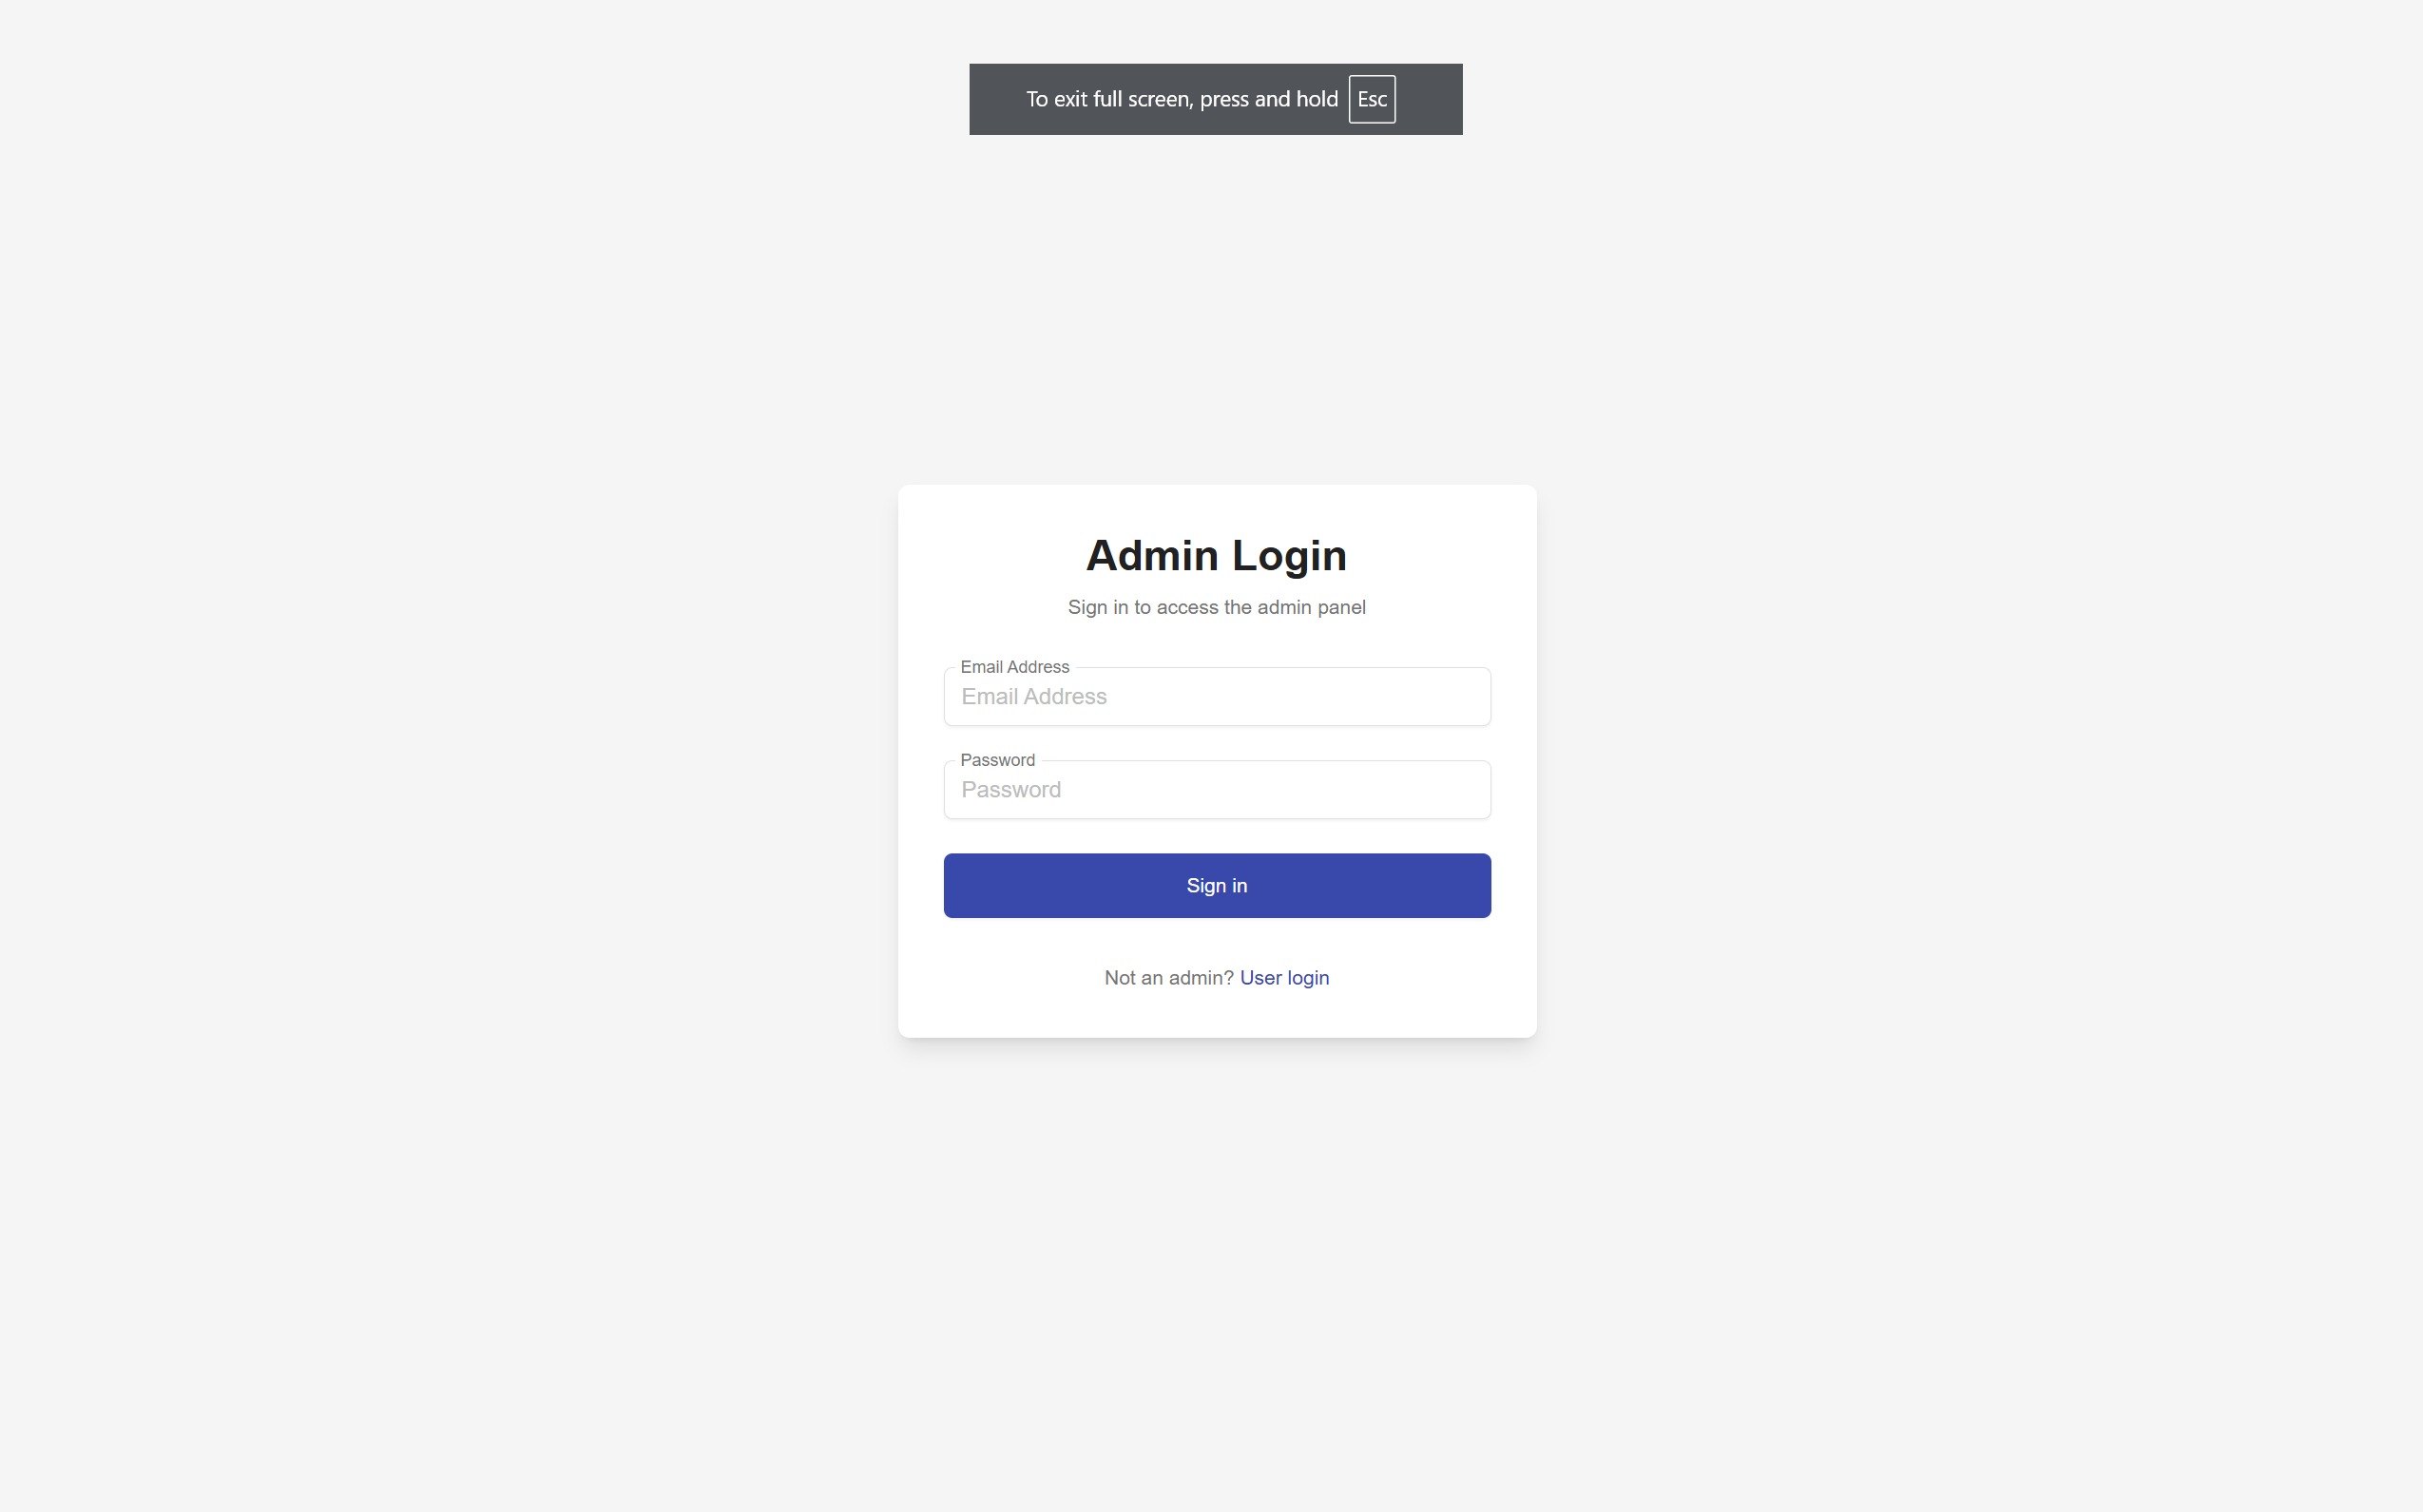 To exit full screen, press and hold Esc
Admin Login
Sign in to access the admin panel
Email Address
Email Address
Password
Password
Sign in
Not an admin? User login